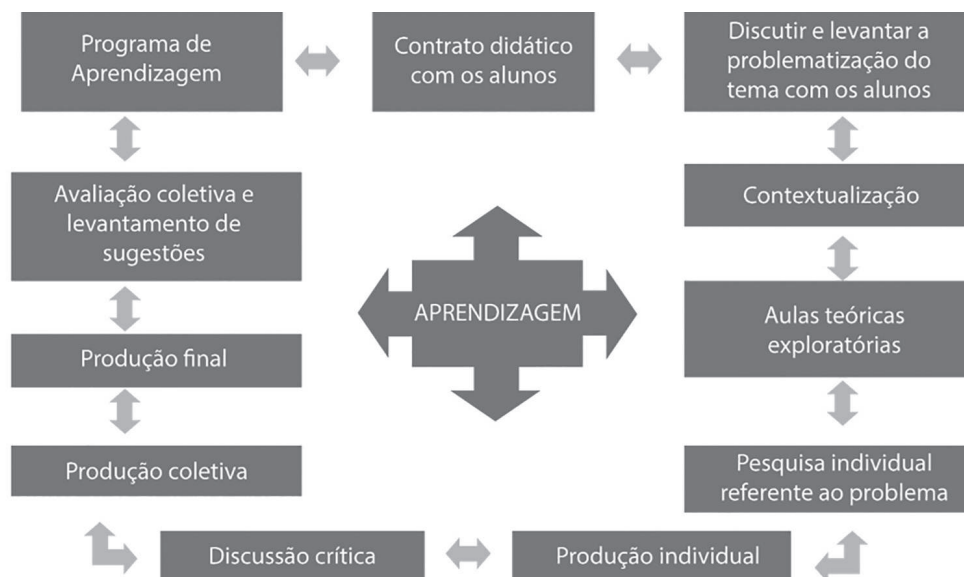 Programa de
Aprendizagem
Contrato didático
com os alunos
Discutir e levantar a
problematização do
tema com os alunos
Avaliação coletiva e
levantamento de
sugestões
Contextualização
APRENDIZAGEM
Aulas teóricas
exploratórias
Produção final
Produção coletiva
Pesquisa individual
referente ao problema
Discussão crítica
Produção individual